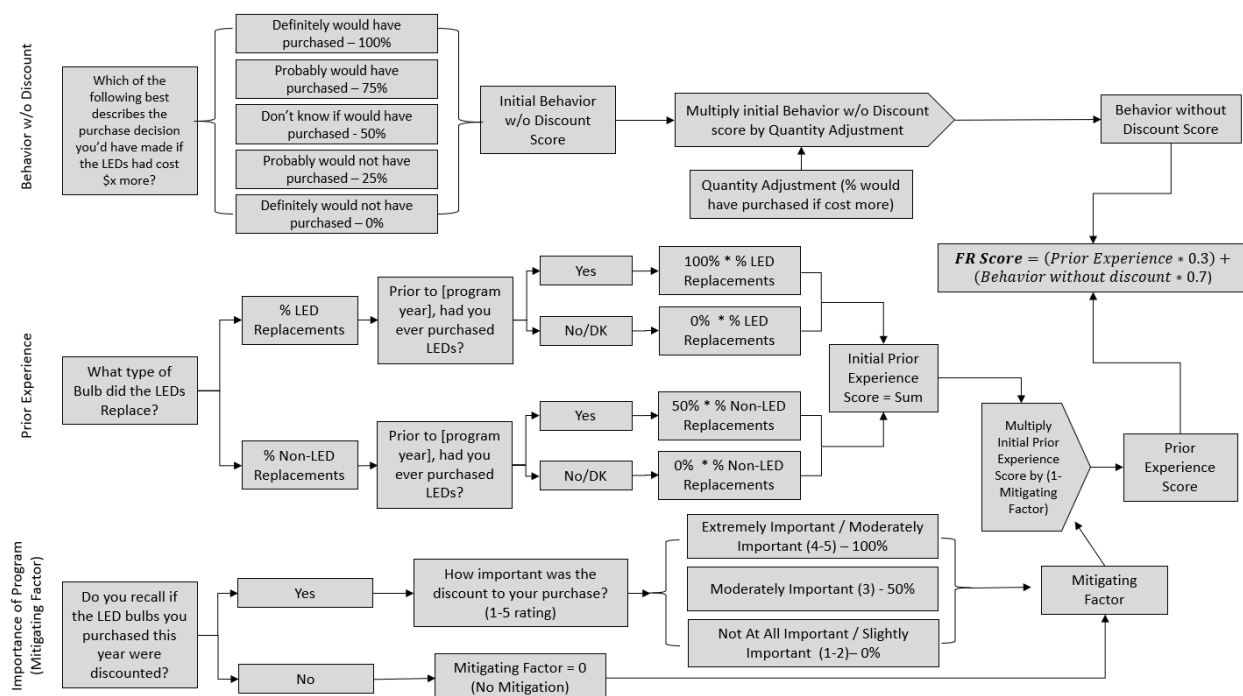 Behavior w/o Discount
Which of the
following best
describes the
purchase decision
you'd have made if
the LEDs had cost
$x more?
Definitely would have
purchased – 100%
Probably would have
purchased – 75%
Don't know if would have
purchased - 50%
Probably would not have
purchased – 25%
Definitely would not have
purchased – 0%
Initial Behavior
w/o Discount
Score
Multiply initial Behavior w/o Discount
score by Quantity Adjustment
Quantity Adjustment (% would
have purchased if cost more)
Behavior without
Discount Score
FR Score = (Prior Experience * 0.3) +
(Behavior without discount * 0.7)
Prior Experience
What type of
Bulb did the LEDs
Replace?
% LED
Replacements
Prior to [program
year], had you
ever purchased
LEDs?
Yes
100% * % LED
Replacements
No/DK
0% * % LED
Replacements
% Non-LED
Replacements
Prior to [program
year], had you
ever purchased
LEDs?
Yes
50% * % Non-LED
Replacements
No/DK
0% * % Non-LED
Replacements
Initial Prior
Experience
Score = Sum
Multiply
Initial Prior
Experience
Score by (1-
Mitigating
Factor)
Prior
Experience
Score
Importance of Program
(Mitigating Factor)
Do you recall if
the LED bulbs you
purchased this
year were
discounted?
Yes
How important was the
discount to your purchase?
(1-5 rating)
Extremely Important / Moderately
Important (4-5) – 100%
Moderately Important (3) - 50%
Not At All Important / Slightly
Important (1-2)– 0%
No
Mitigating Factor = 0
(No Mitigation)
Mitigating
Factor